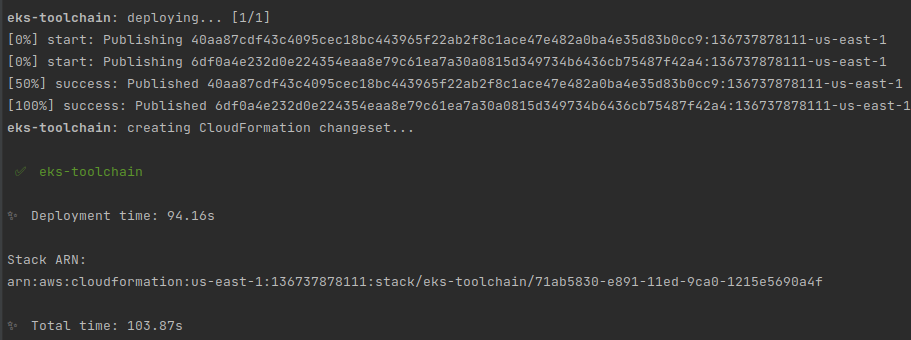 eks-toolchain: deploying... [1/1]
[0%] start: Publishing 40aa87cdf43c4095cec18bc443965f22ab2f8c1ace47e482a0ba4e35d83b0cc9:136737878111-us-east-1
[0%] start: Publishing 6df0a4e232d0e224354eaa8e79c61ea7a30a0815d349734b6436cb75487f42a4:136737878111-us-east-1
[50%] success: Published 40aa87cdf43c4095cec18bc443965f22ab2f8c1ace47e482a0ba4e35d83b0cc9:136737878111-us-east-1
[100%] success: Published 6df0a4e232d0e224354eaa8e79c61ea7a30a0815d349734b6436cb75487f42a4:136737878111-us-east-1
eks-toolchain: creating CloudFormation changeset...
✅ eks-toolchain
✨ Deployment time: 94.16s
Stack ARN:
arn:aws:cloudformation:us-east-1:136737878111:stack/eks-toolchain/71ab5830-e891-11ed-9ca0-1215e5690a4f
✨ Total time: 103.87s